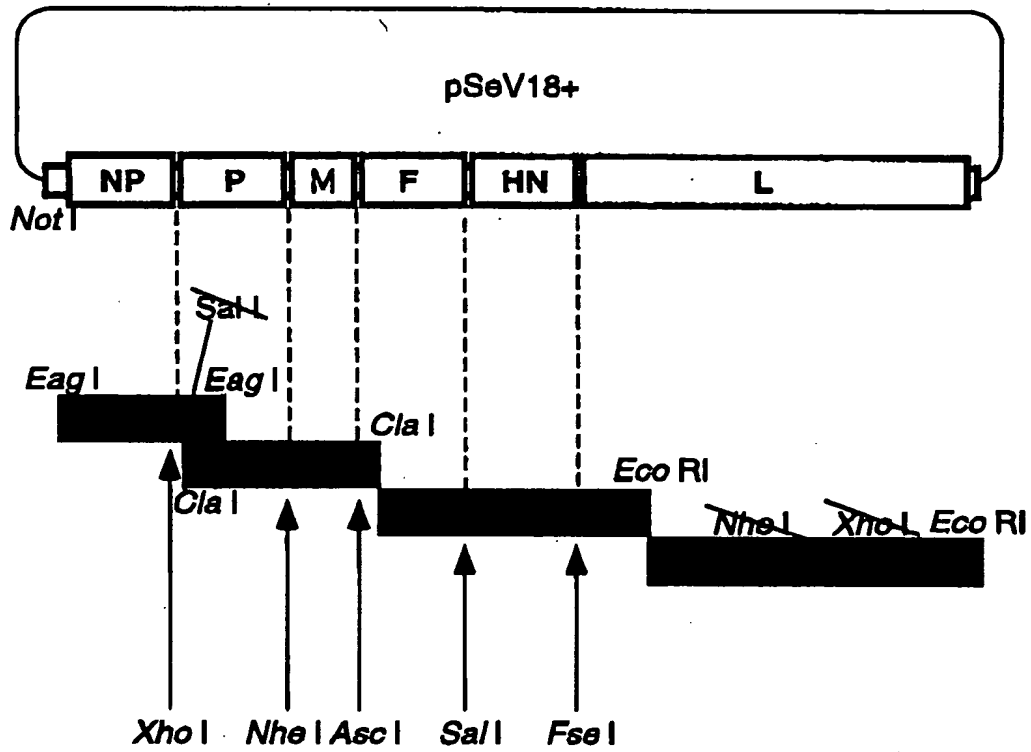 pSeV18+
NP P M F HN L
Not I
Sal I
Eag I Eag I
Cla I
Cla I
Eco RI
Nhe I Xho I Eco RI
Xho I Nhe I Asc I Sal I Fse I